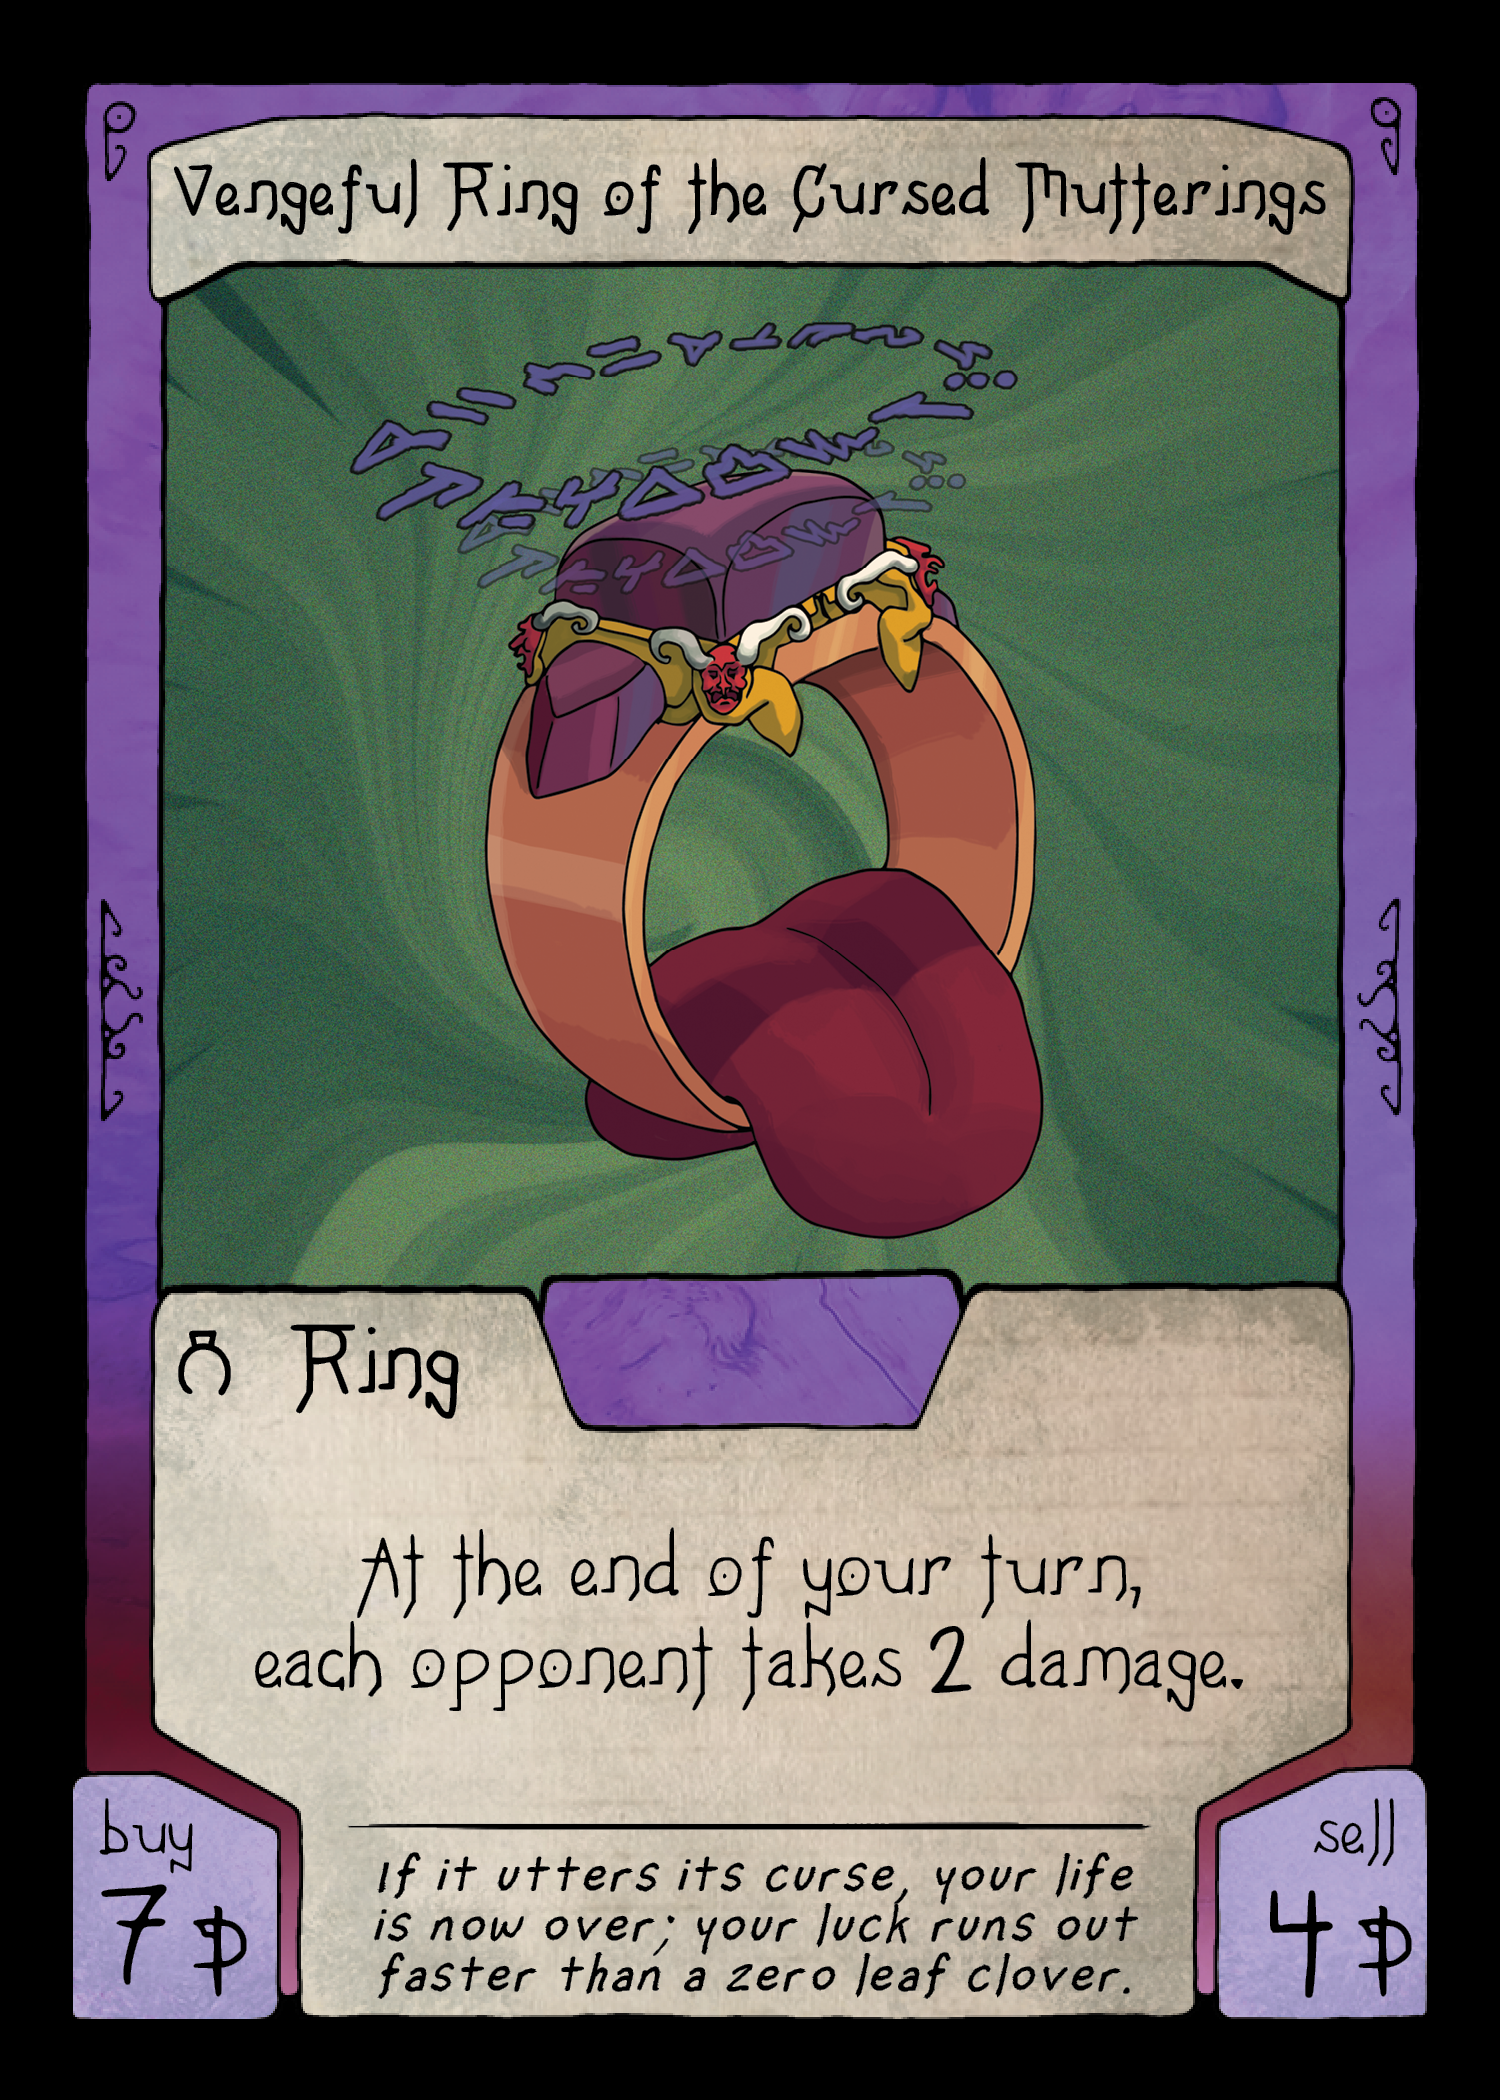 Vengeful Ring of the Cursed Mutterings
Ring
At the end of your turn,
each opponent takes 2 damage.
If it utters its curse, your life
is now over; your luck runs out
faster than a zero leaf clover.
buy
7
sell
4